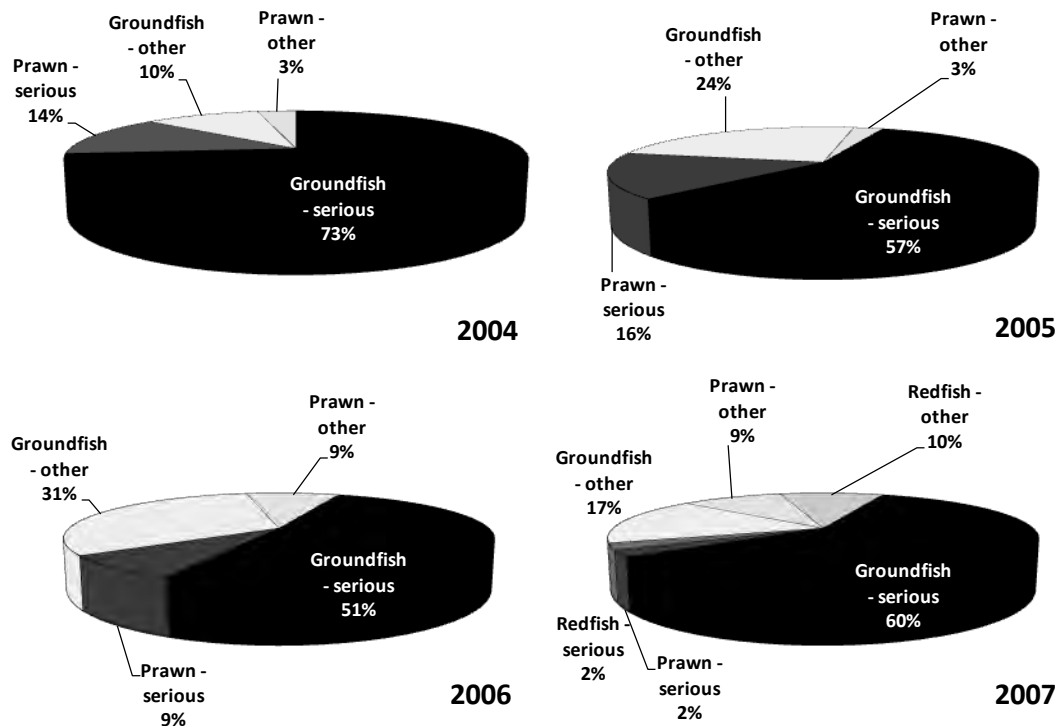 Groundfish
- other
10%
Prawn -
other
3%
Prawn -
serious
14%
Groundfish
- serious
73%
2004
Groundfish
- other
24%
Prawn -
other
3%
Groundfish
- serious
57%
Prawn -
serious
16%
2005
Groundfish
- other
31%
Prawn -
other
9%
Groundfish
- serious
51%
Prawn -
serious
9%
2006
Prawn -
other
9%
Redfish -
other
10%
Groundfish
- other
17%
Groundfish
- serious
60%
Redfish -
serious
2%
Prawn -
serious
2%
2007